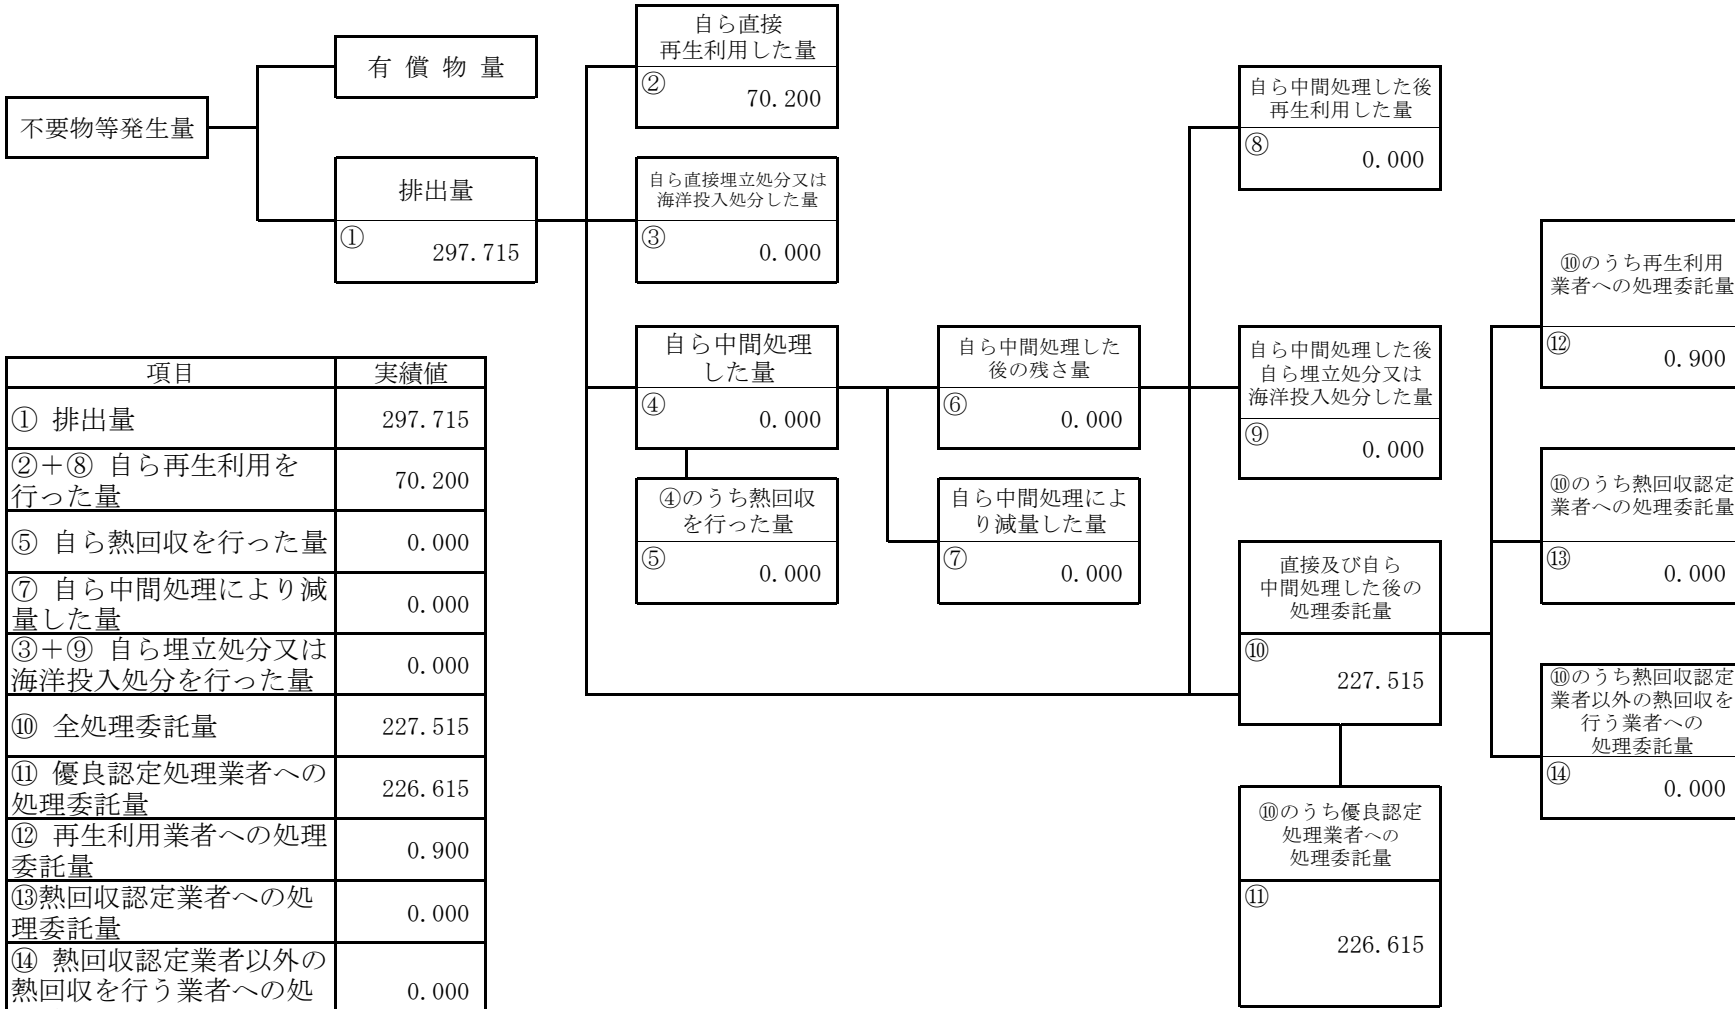 不要物等発生量
有 償 物 量
排出量
①
297.715
自ら直接
再生利用した量
②
70.200
自ら直接埋立処分又は
海洋投入処分した量
③
0.000
自ら中間処理
した量
④
0.000
④のうち熱回収
を行った量
⑤
0.000
自ら中間処理した
後の残さ量
⑥
0.000
自ら中間処理によ
り減量した量
⑦
0.000
自ら中間処理した後
再生利用した量
⑧
0.000
自ら中間処理した後
自ら埋立処分又は
海洋投入処分した量
⑨
0.000
直接及び自ら
中間処理した後の
処理委託量
⑩
227.515
⑩のうち優良認定
処理業者への
処理委託量
⑪
226.615
⑩のうち再生利用
業者への処理委託量
⑫
0.900
⑩のうち熱回収認定
業者への処理委託量
⑬
0.000
⑩のうち熱回収認定
業者以外の熱回収を
行う業者への
処理委託量
⑭
0.000
項目 実績値
① 排出量 297.715
②＋⑧ 自ら再生利用を
行った量 70.200
⑤ 自ら熱回収を行った量 0.000
⑦ 自ら中間処理により減
量した量 0.000
③＋⑨ 自ら埋立処分又は
海洋投入処分を行った量 0.000
⑩ 全処理委託量 227.515
⑪ 優良認定処理業者への
処理委託量 226.615
⑫ 再生利用業者への処理
委託量 0.900
⑬熱回収認定業者への処
理委託量 0.000
⑭ 熱回収認定業者以外の
熱回収を行う業者への処 0.000